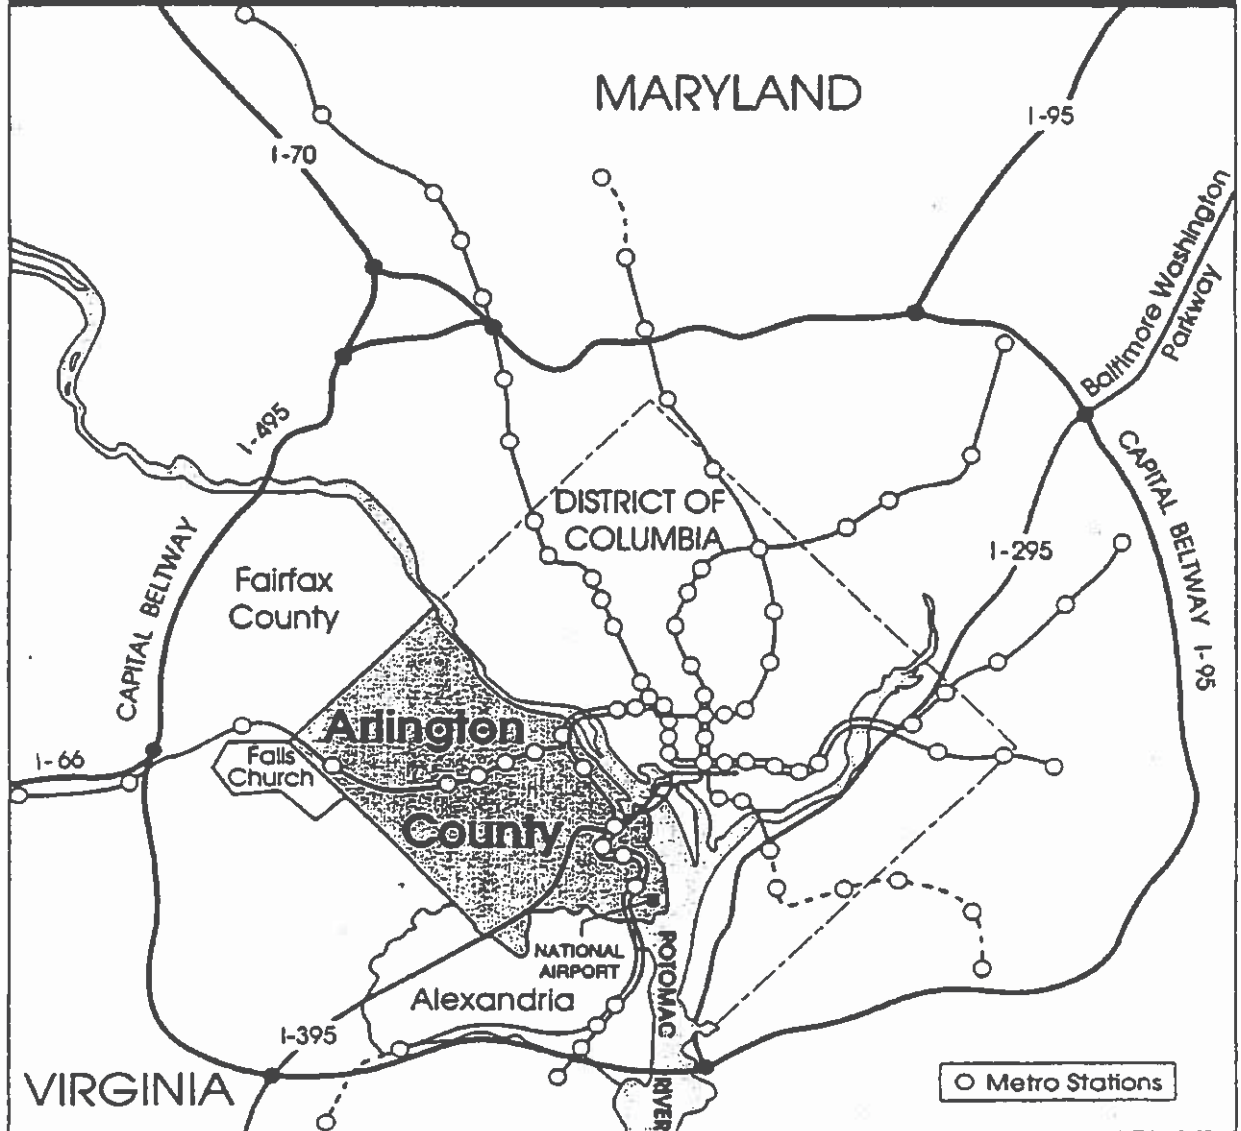 MARYLAND
I-95
I-70
Baltimore Washington
Parkway
I-495
CAPITAL BELTWAY
DISTRICT OF
COLUMBIA
I-295
CAPITAL BELTWAY I-95
Fairfax
County
Arlington
County
I-66
Falls
Church
NATIONAL
AIRPORT
POTOMAC RIVER
Alexandria
I-395
VIRGINIA
Metro Stations